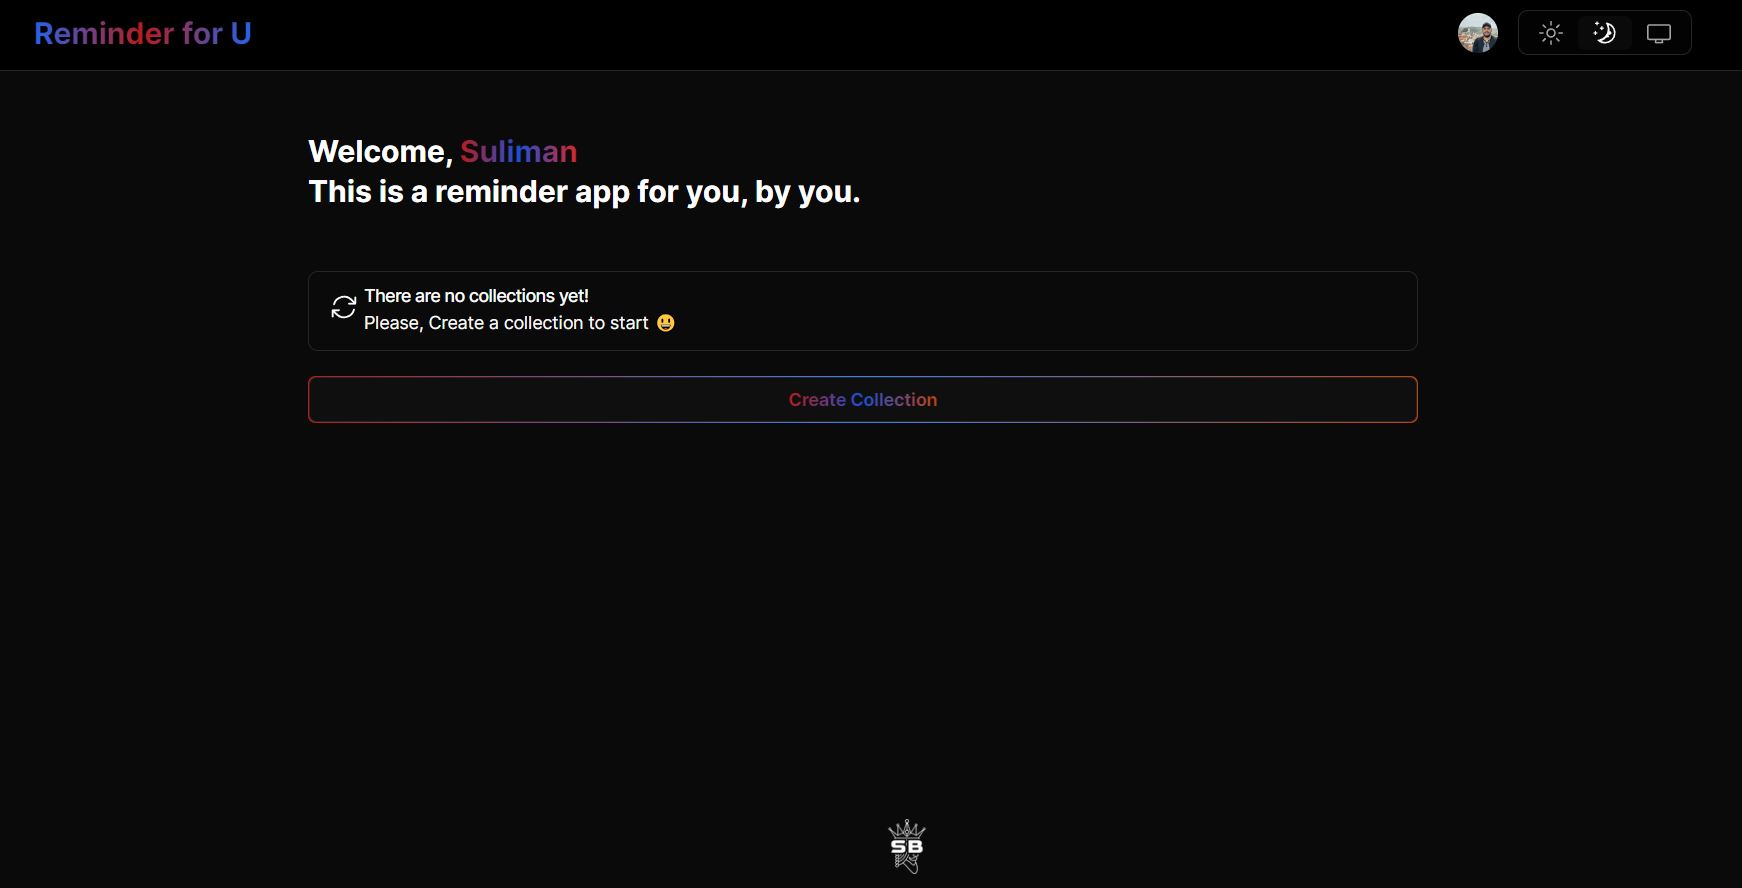 Reminder for U
Welcome, Suliman
This is a reminder app for you, by you.
There are no collections yet!
Please, Create a collection to start 😃
Create Collection
SB